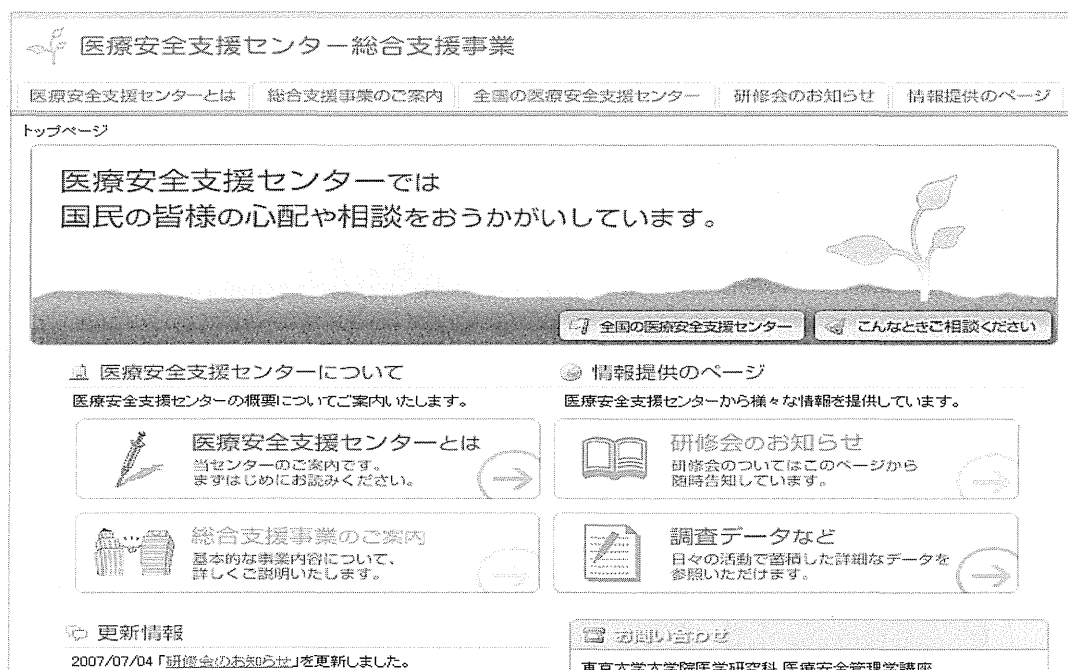 医療安全支援センター総合支援事業
医療安全支援センターとは 総合支援事業のご案内 全国の医療安全支援センター 研修会のお知らせ 情報提供のページ
トップページ
医療安全支援センターでは
国民の皆様の心配や相談をおうかがいしています。
全国の医療安全支援センター こんなときご相談ください
医療安全支援センターについて
医療安全支援センターの概要についてご案内いたします。
医療安全支援センターとは
当センターのご案内です。
まずはじめにお読みください。
総合支援事業のご案内
基本的な事業内容について、
詳しくご説明いたします。
情報提供のページ
医療安全支援センターから様々な情報を提供しています。
研修会のお知らせ
研修会のついてはこのページから
随時告知しています。
調査データなど
日々の活動で蓄積した詳細なデータを
参照いただけます。
更新情報
2007/07/04「研修会のお知らせ」を更新しました。
お問い合わせ
東京大学大学院医学研究科 医療安全管理学講座